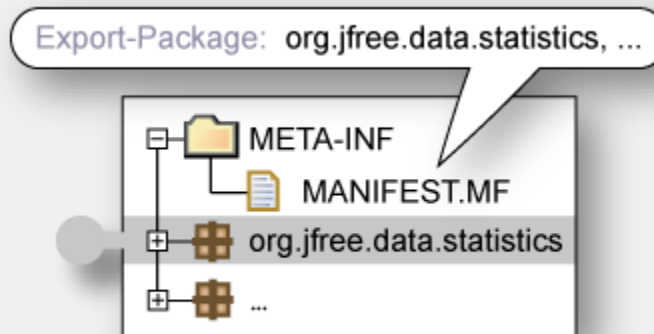 Export-Package: org.jfree.data.statistics, ...
META-INF
MANIFEST.MF
org.jfree.data.statistics
...